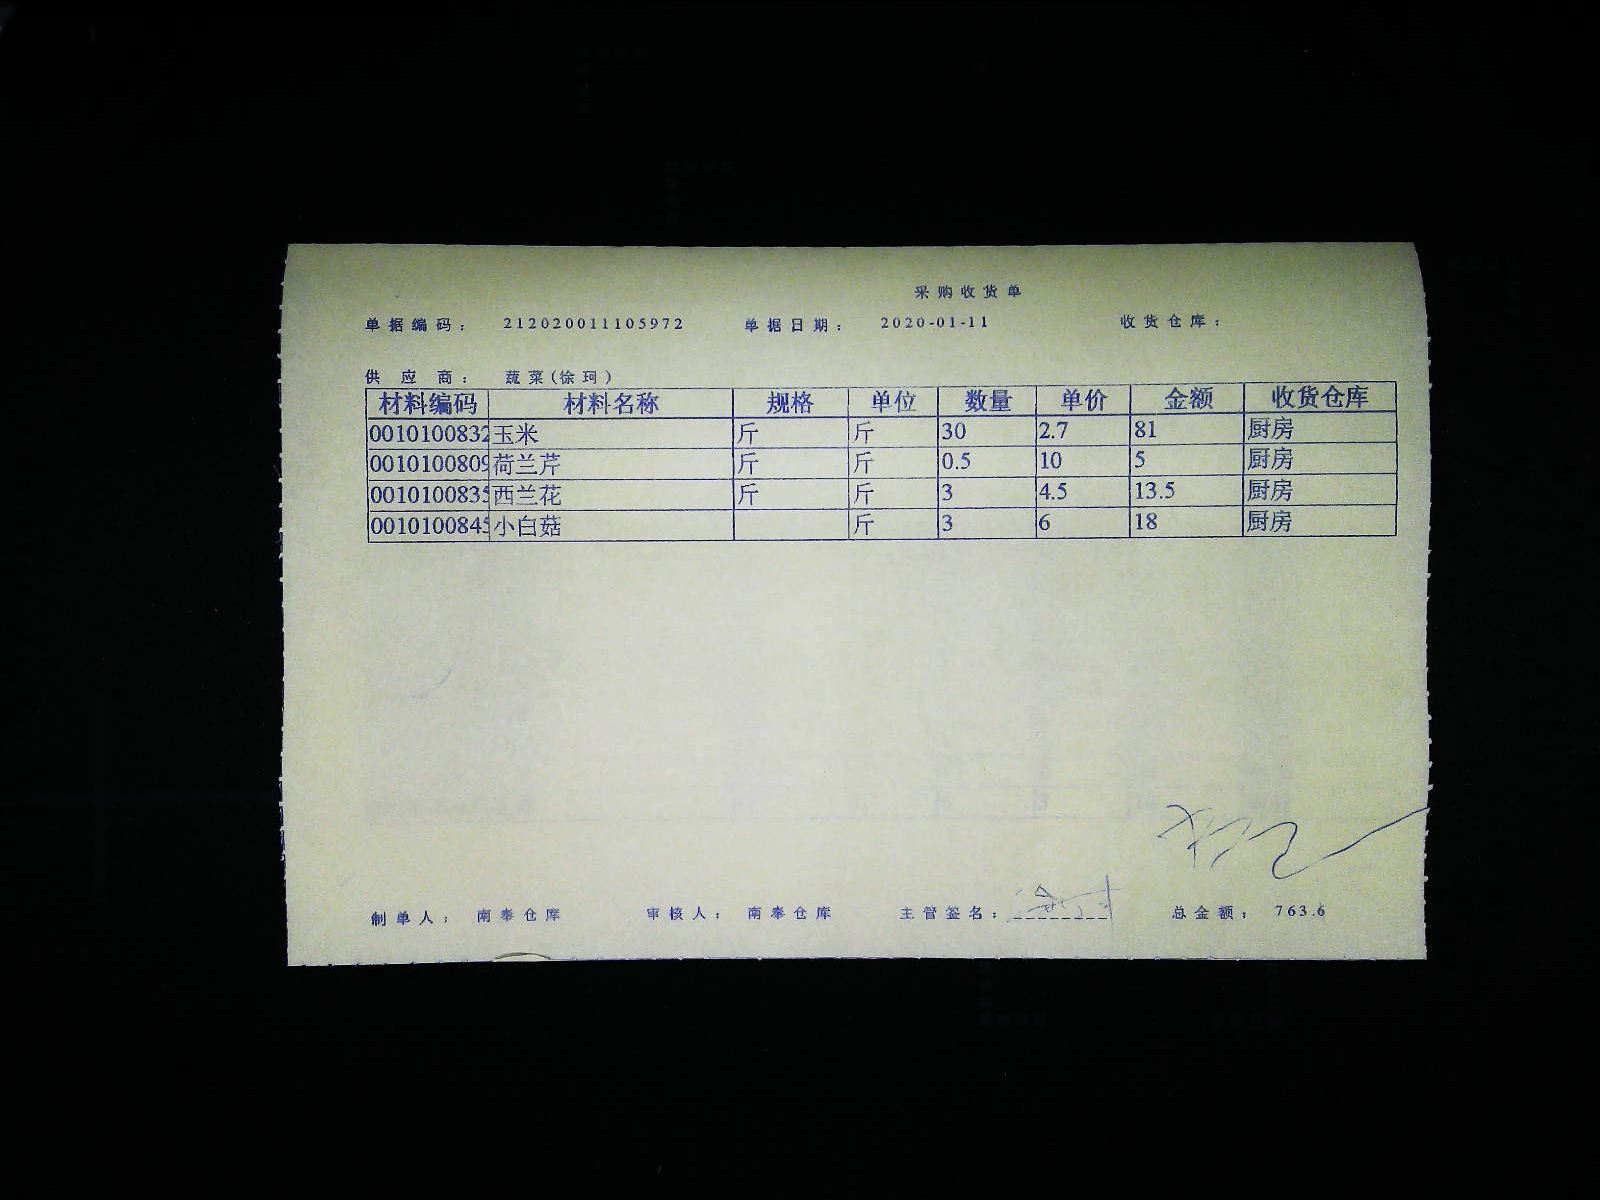 采购收货单
单据编码： 212020011105972 单据日期： 2020-01-11 收货仓库：
供 应 商： 蔬菜(徐珂)
材料编码 材料名称 规格 单位 数量 单价 金额 收货仓库
0010100832 玉米 斤 斤 30 2.7 81 厨房
0010100809 荷兰芹 斤 斤 0.5 10 5 厨房
0010100835 西兰花 斤 斤 3 4.5 13.5 厨房
0010100845 小白菇 斤 3 6 18 厨房
制单人： 南奉仓库 审核人： 南奉仓库 主管签名： 总金额： 763.6